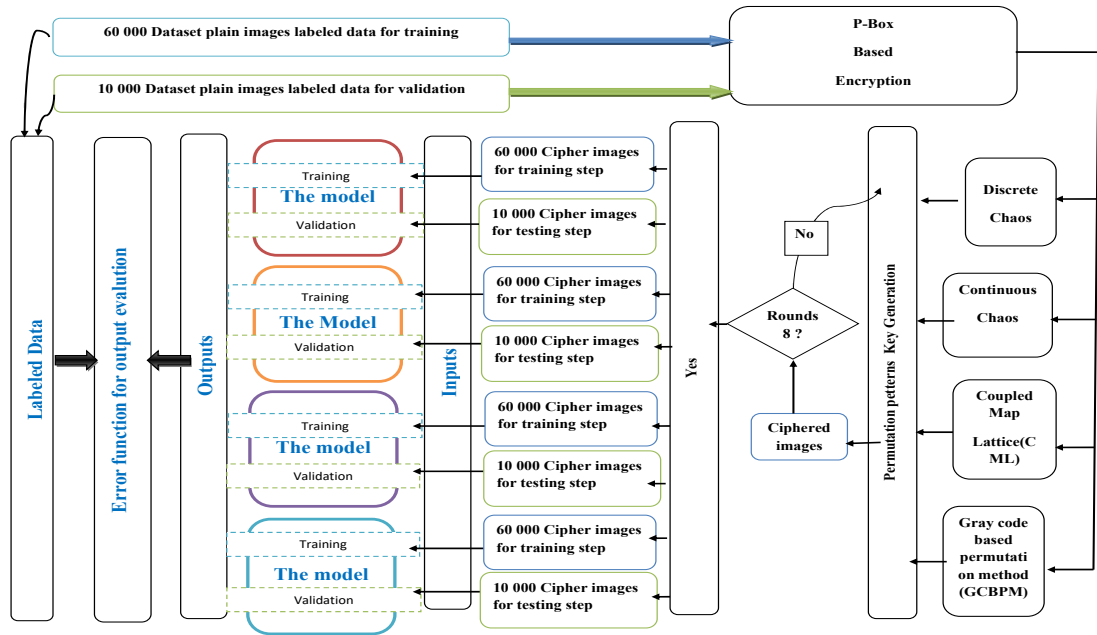 60 000 Dataset plain images labeled data for training
10 000 Dataset plain images labeled data for validation
P-Box
Based
Encryption
Labeled Data
Error function for output evaluation
Outputs
Training
The model
Validation
Training
The Model
Validation
Training
The model
Validation
Training
The model
Validation
Inputs
60 000 Cipher images
for training step
10 000 Cipher images
for testing step
60 000 Cipher images
for training step
10 000 Cipher images
for testing step
60 000 Cipher images
for training step
10 000 Cipher images
for testing step
60 000 Cipher images
for training step
10 000 Cipher images
for testing step
Yes
No
Rounds
8 ?
Ciphered
images
Permutation petterns Key Generation
Discrete
Chaos
Continuous
Chaos
Coupled
Map
Lattice(C
ML)
Gray code
based
permutati
on method
(GCBPM)